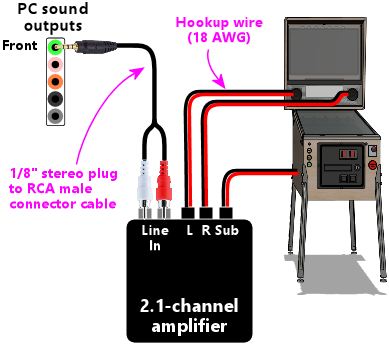 PC sound
outputs
Front
Hookup wire
(18 AWG)
1/8" stereo plug
to RCA male
connector cable
Line
In
L R Sub
2.1-channel
amplifier